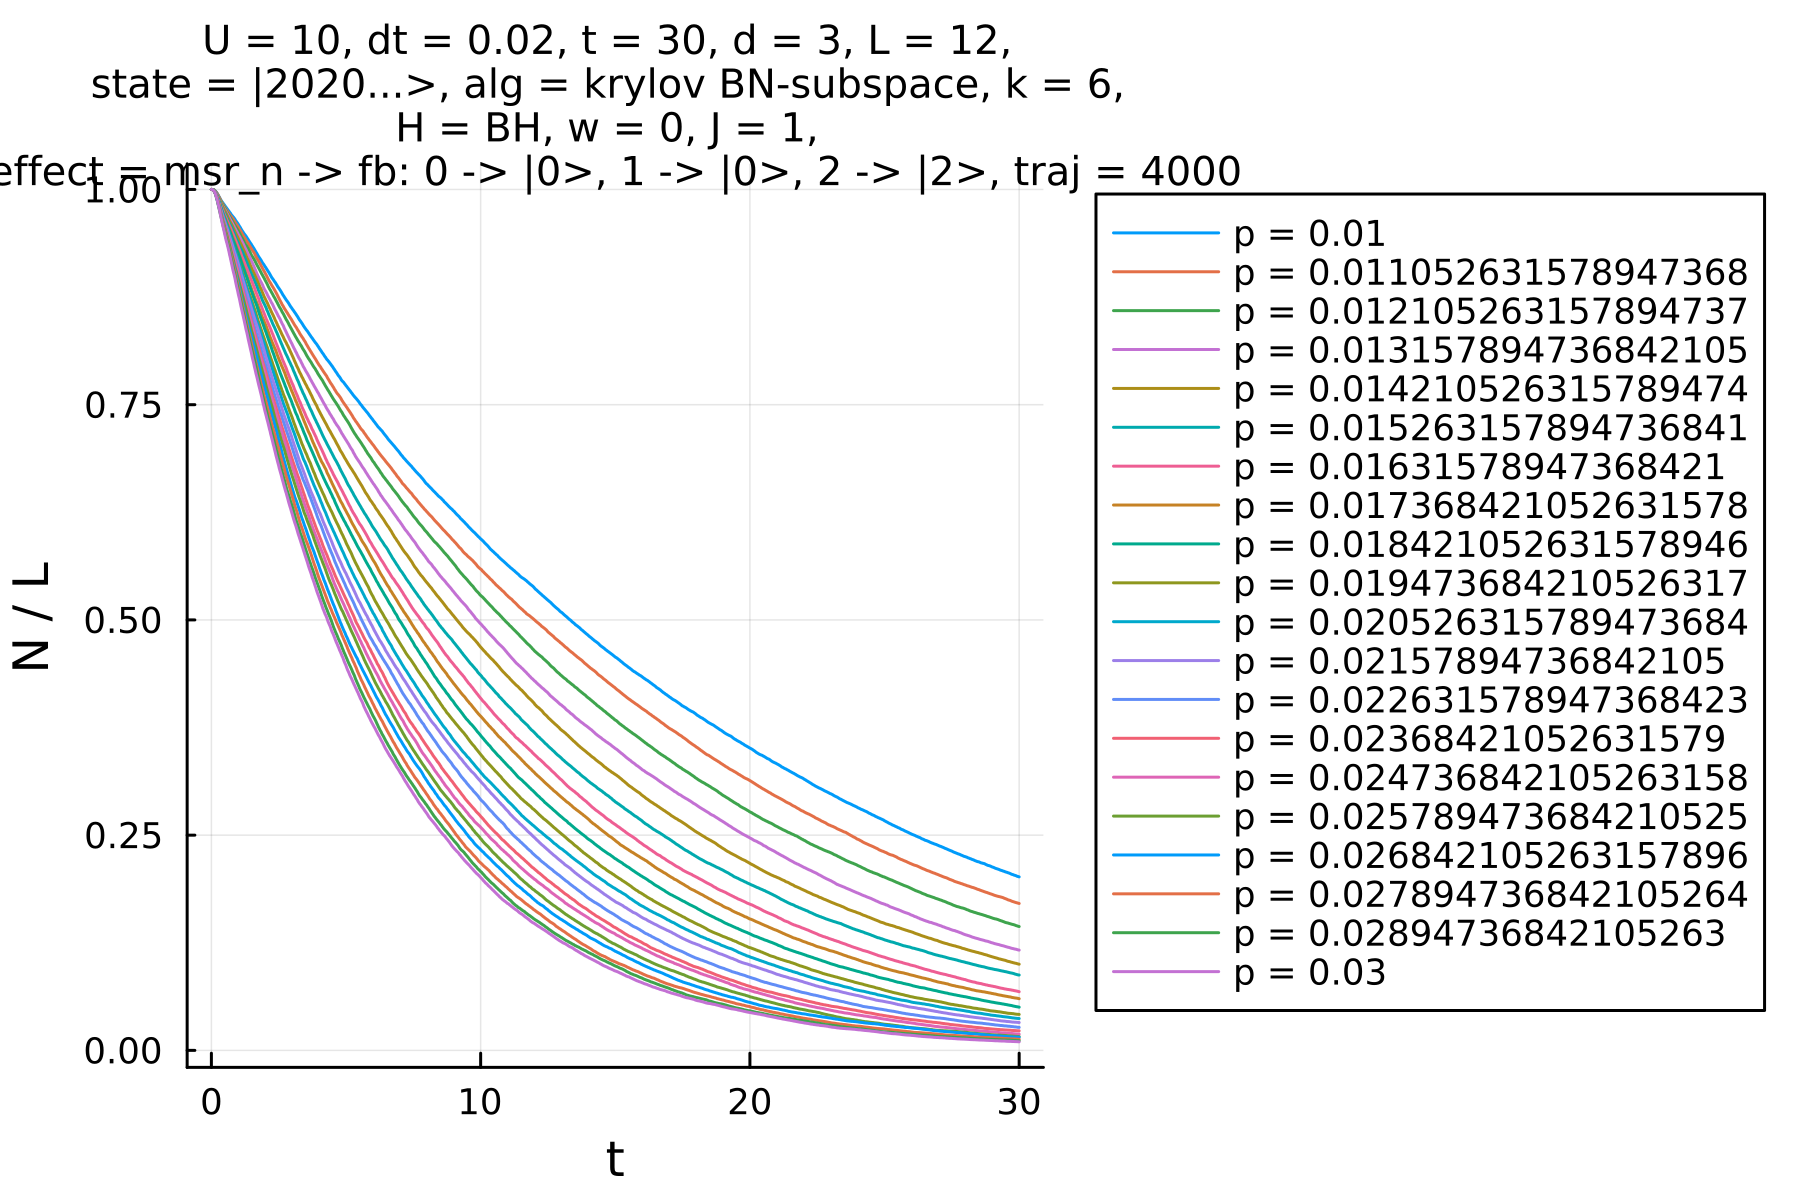 U = 10, dt = 0.02, t = 30, d = 3, L = 12,
state = |2020...>, alg = krylov BN-subspace, k = 6,
H = BH, w = 0, J = 1,
effect = msr_n -> fb: 0 -> |0>, 1 -> |0>, 2 -> |2>, traj = 4000
1.00
0.75
0.50
0.25
0.00
N / L
0
10
20
30
t
p = 0.01
p = 0.011052631578947368
p = 0.012105263157894737
p = 0.013157894736842105
p = 0.014210526315789474
p = 0.015263157894736841
p = 0.01631578947368421
p = 0.017368421052631578
p = 0.018421052631578946
p = 0.019473684210526317
p = 0.020526315789473684
p = 0.02157894736842105
p = 0.022631578947368423
p = 0.02368421052631579
p = 0.024736842105263158
p = 0.025789473684210525
p = 0.026842105263157896
p = 0.027894736842105264
p = 0.02894736842105263
p = 0.03